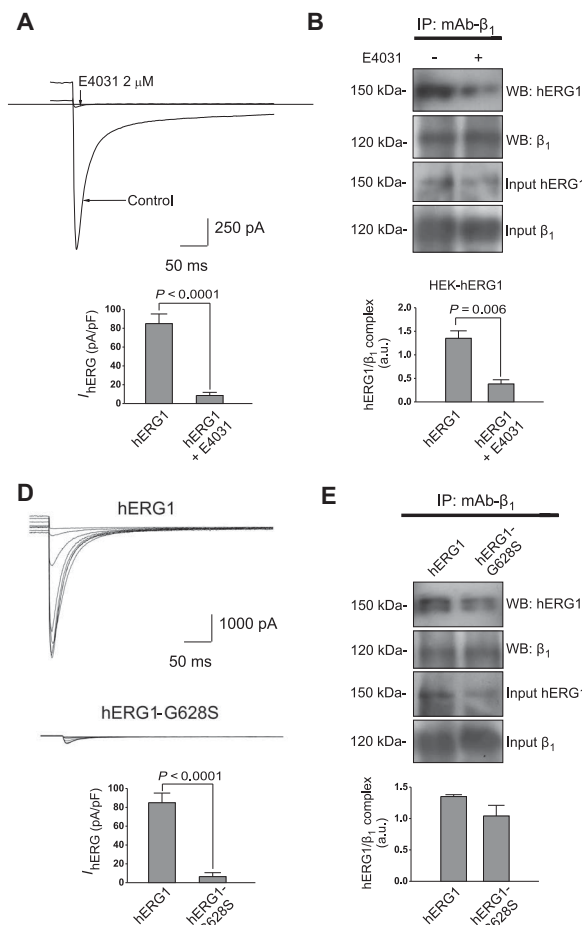 A
E4031 2 μM
Control
250 pA
50 ms
P < 0.0001
100
80
60
40
20
0
I hERG (pA/pF)
hERG1
hERG1
+ E4031
B
IP: mAb-β1
E4031 - +
150 kDa- WB: hERG1
120 kDa- WB: β1
150 kDa- Input hERG1
120 kDa- Input β1
HEK-hERG1
P = 0.006
2.0
1.5
1.0
0.5
0.0
hERG1/β1 complex
(a.u.)
hERG1
hERG1
+ E4031
D
hERG1
1000 pA
50 ms
hERG1-G628S
P < 0.0001
100
80
60
40
20
0
I hERG (pA/pF)
hERG1
hERG1-
G628S
E
IP: mAb-β1
hERG1
hERG1-
G628S
150 kDa- WB: hERG1
120 kDa- WB: β1
150 kDa- Input hERG1
120 kDa- Input β1
1.5
1.0
0.5
0.0
hERG1/β1 complex
(a.u.)
hERG1
hERG1-
G628S